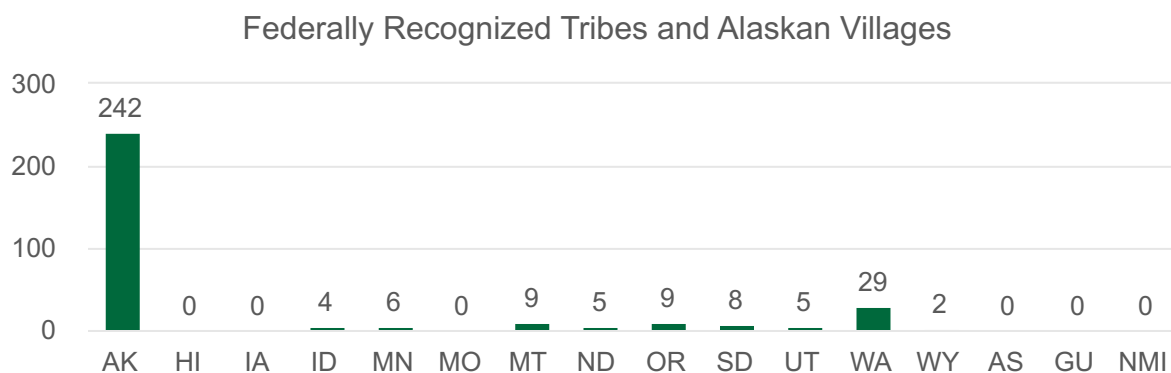 Federally Recognized Tribes and Alaskan Villages
300
242
200
100
0 0 4 6 0 9 5 9 8 5 29 2 0 0 0
0
AK HI IA ID MN MO MT ND OR SD UT WA WY AS GU NMI